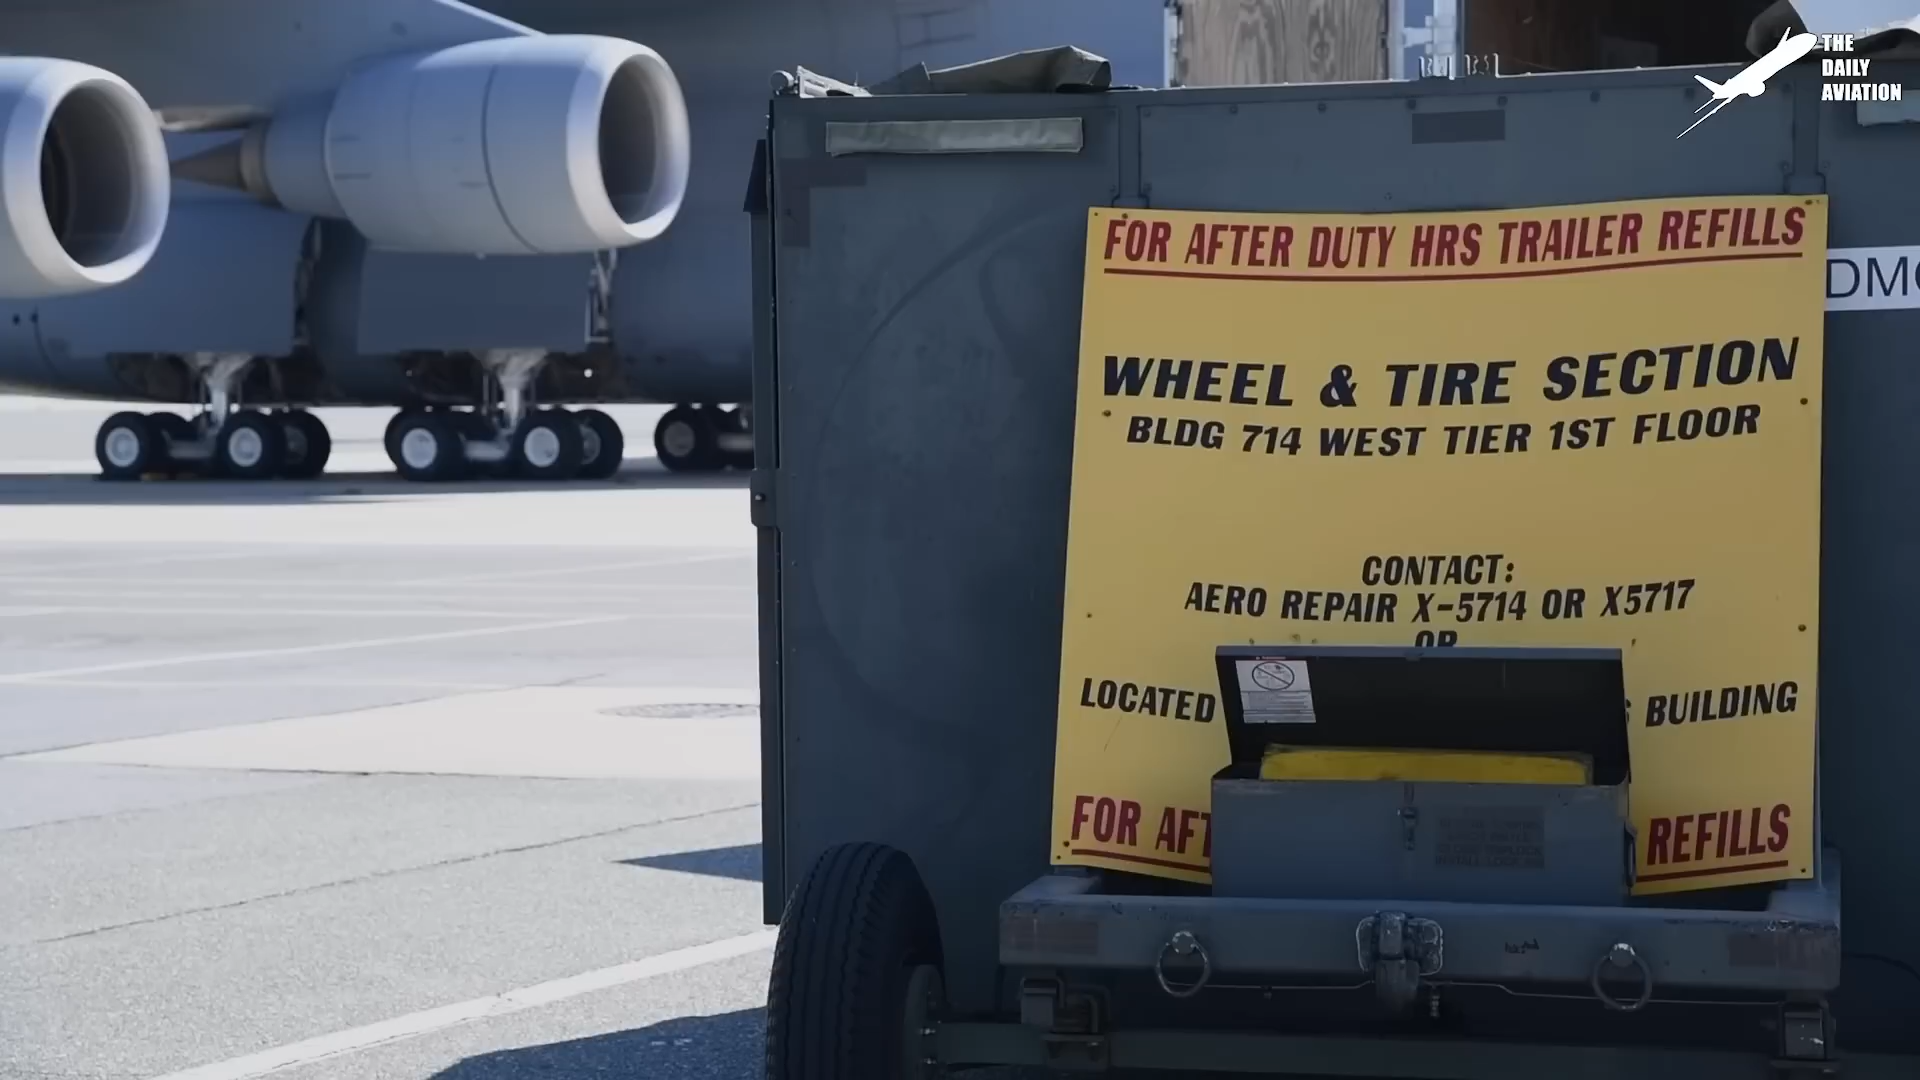 THE
DAILY
AVIATION
FOR AFTER DUTY HRS TRAILER REFILLS
WHEEL & TIRE SECTION
BLDG 714 WEST TIER 1ST FLOOR
CONTACT:
AERO REPAIR X-5714 OR X5717
OR
LOCATED BUILDING
FOR AFT REFILLS
DM